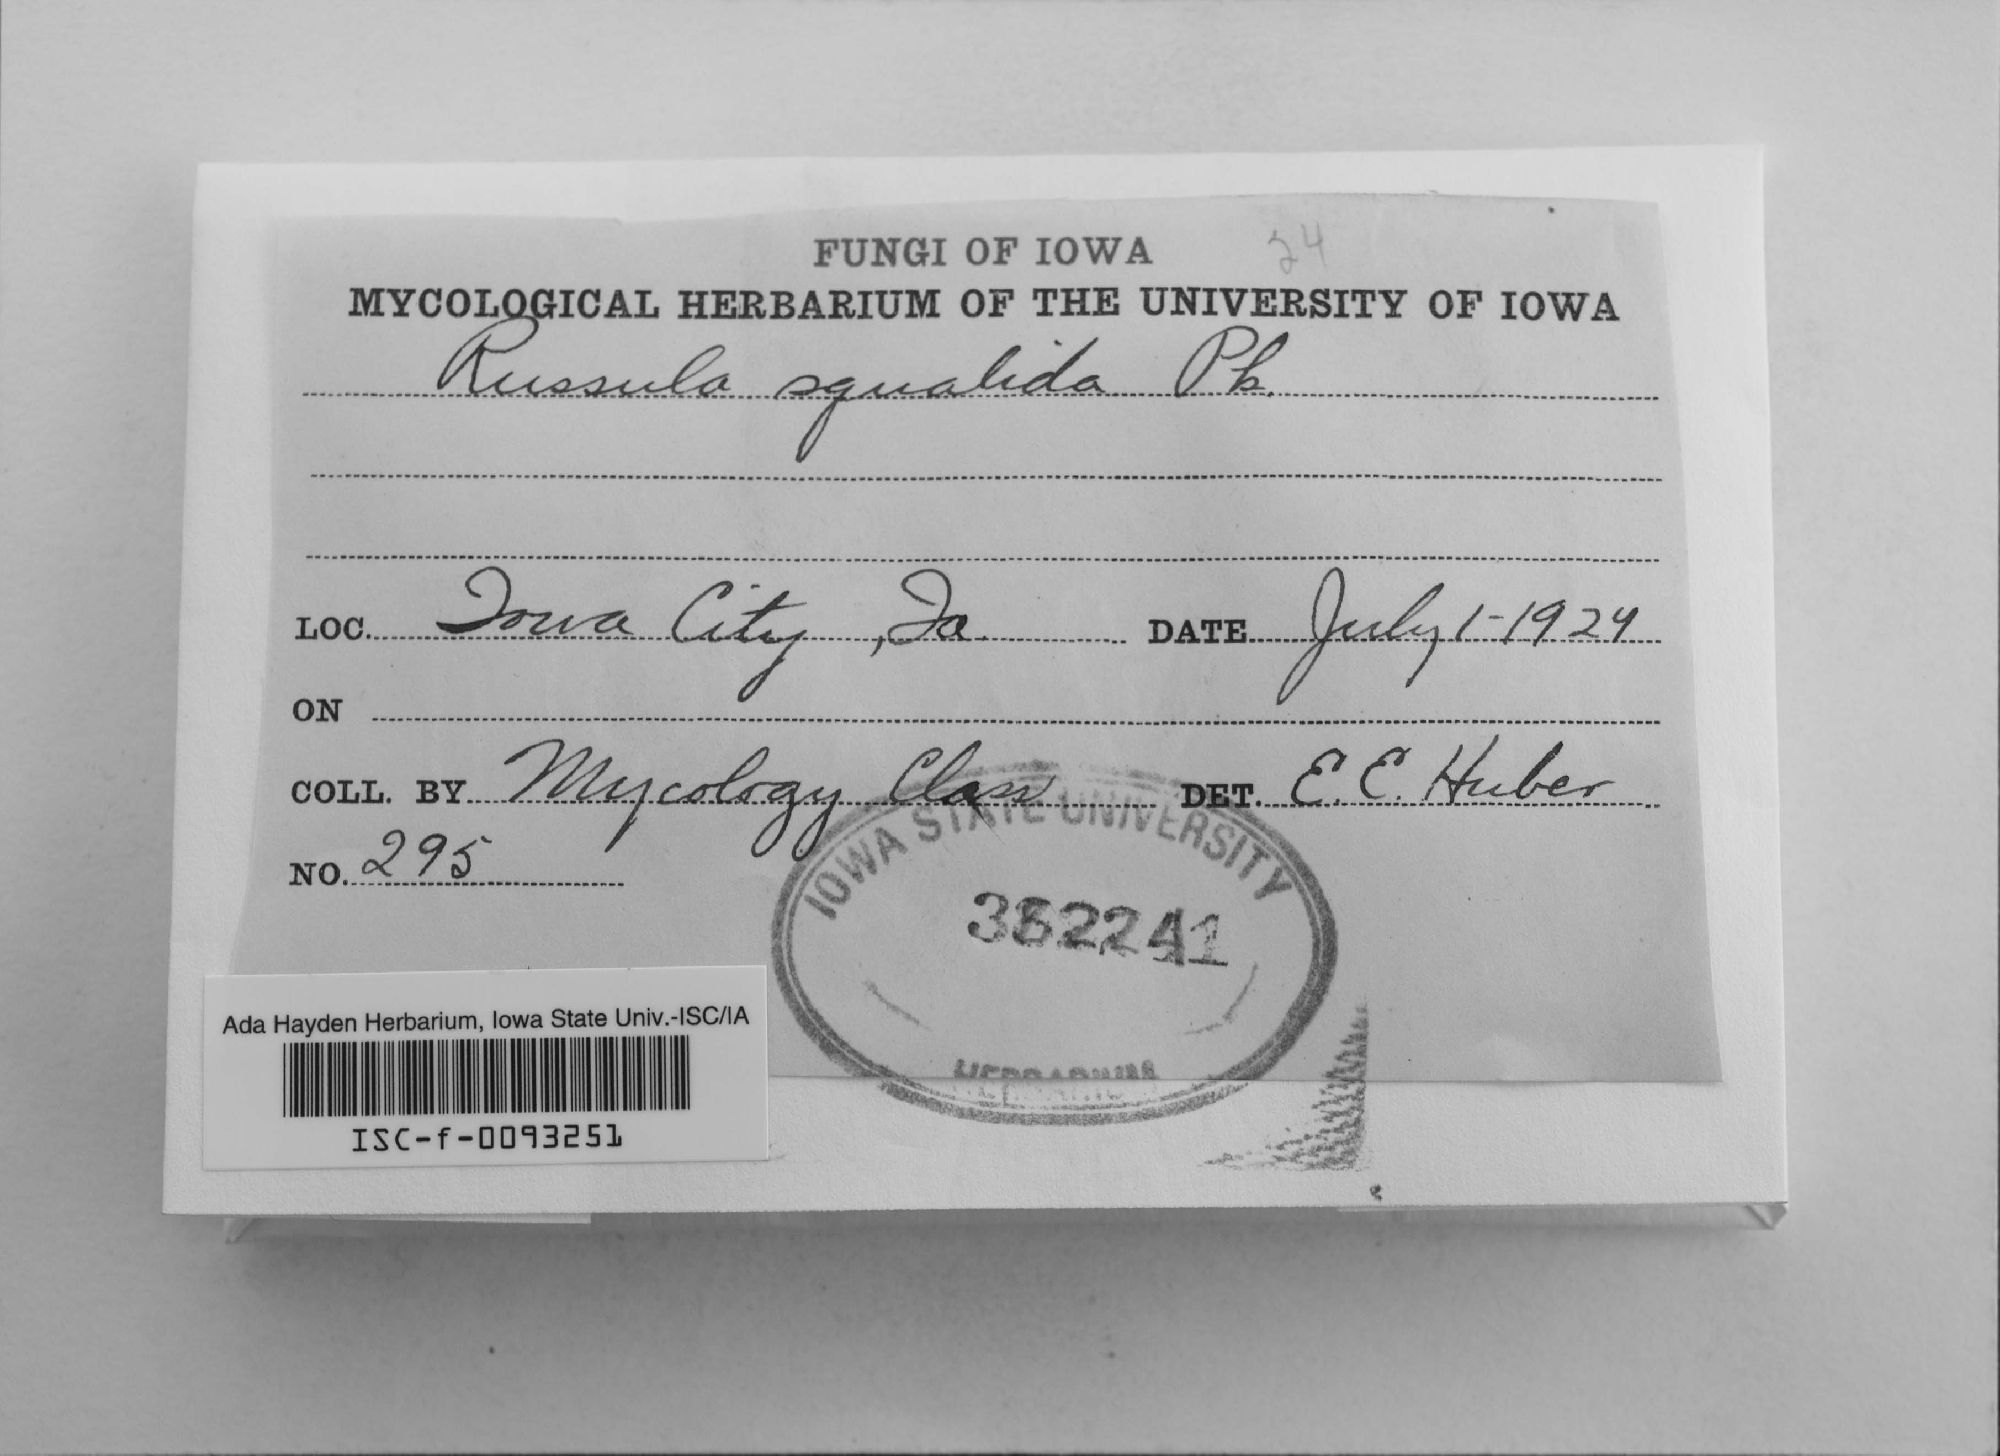 FUNGI OF IOWA 24
MYCOLOGICAL HERBARIUM OF THE UNIVERSITY OF IOWA
Russula squalida Pk.
LOC. Iowa City, Ia. DATE July 1-1924
ON
COLL. BY Mycology Class DET. E. E. Huber
NO. 295
IOWA STATE UNIVERSITY
HERBARIUM
Ada Hayden Herbarium, Iowa State Univ.-ISC/IA
ISC-f-0093251